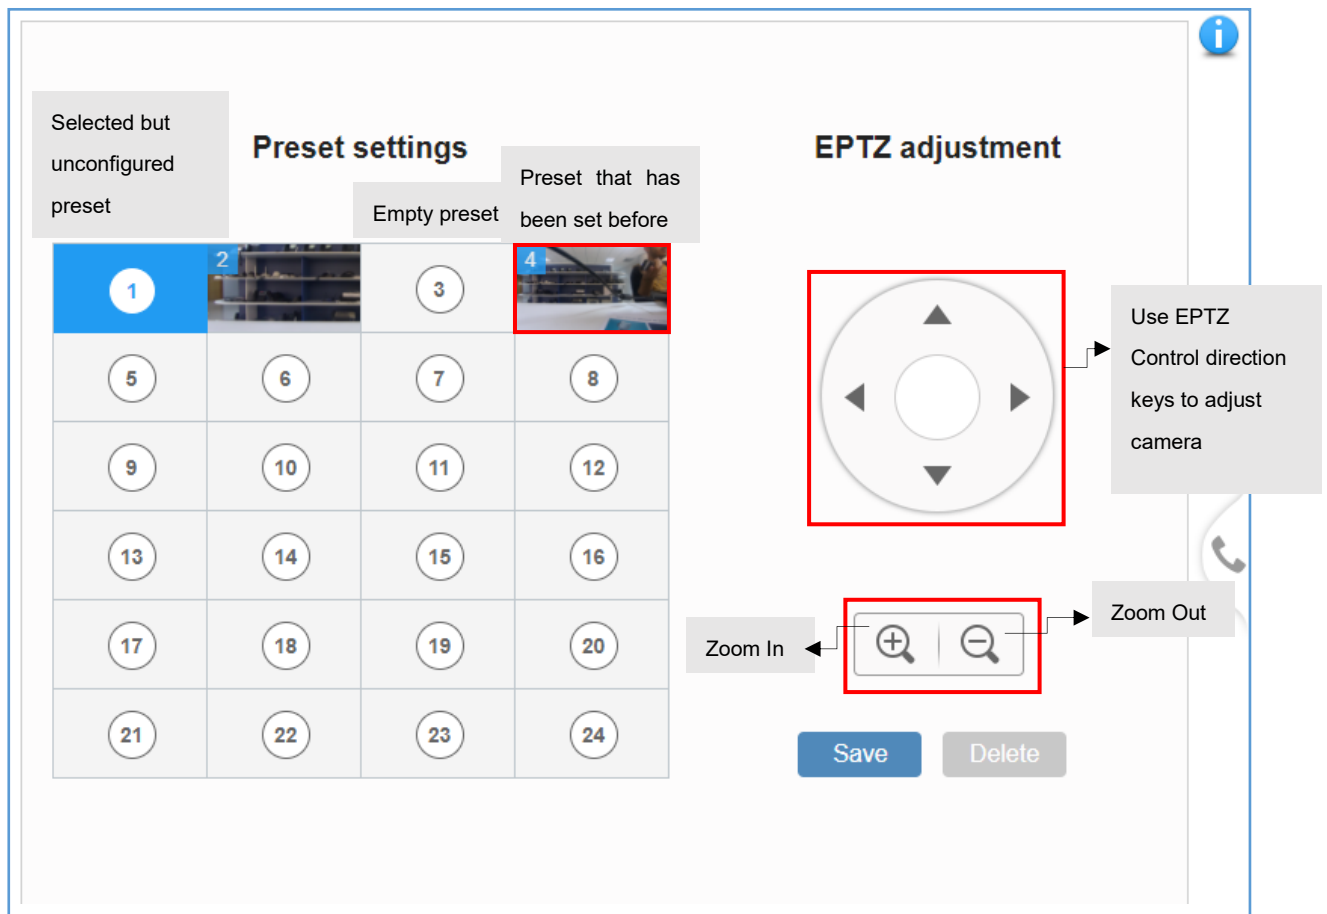 Selected but
unconfigured
preset
Preset settings
Empty preset
Preset that has
been set before
EPTZ adjustment
1
2
3
4
5
6
7
8
9
10
11
12
13
14
15
16
17
18
19
20
21
22
23
24
Use EPTZ
Control direction
keys to adjust
camera
Zoom In
Zoom Out
Save
Delete
i